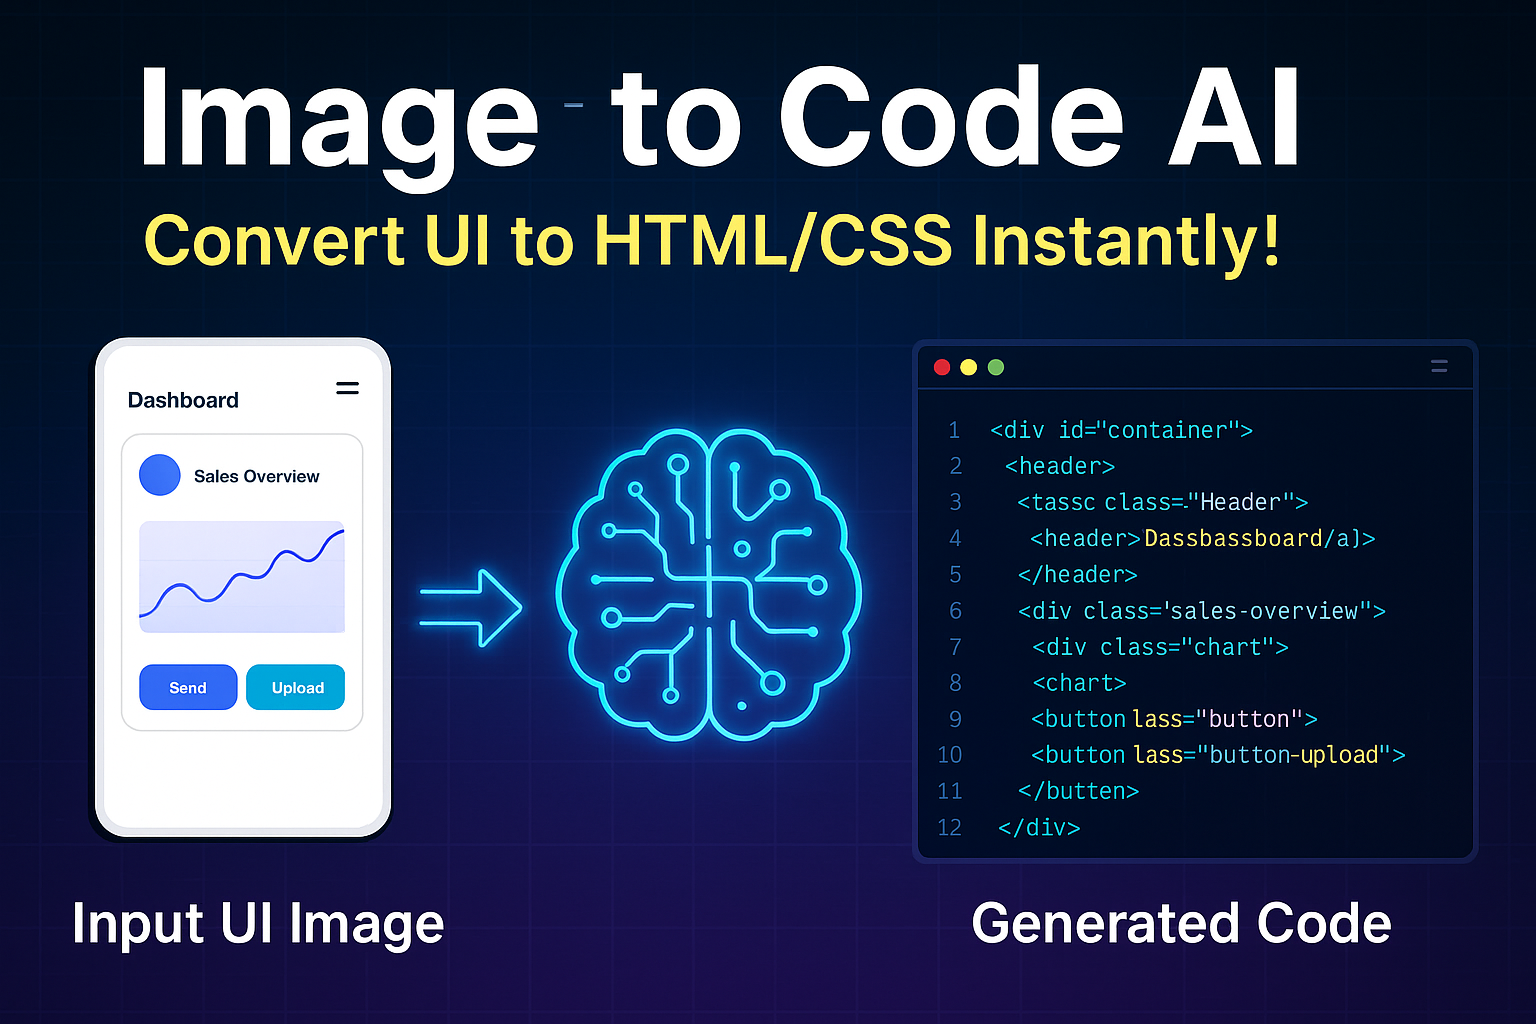 Image - to Code AI
Convert UI to HTML/CSS Instantly!
Dashboard
Sales Overview
Send
Upload
Input UI Image
1 <div id="container">
2 <header>
3 <tassc class=-"Header">
4 <header>Dassbassboard/a]>
5 </header>
6 <div class='sales-overview">
7 <div class="chart">
8 <chart>
9 <button lass="button">
10 <button lass="button-upload">
11 </butten>
12 </div>
Generated Code